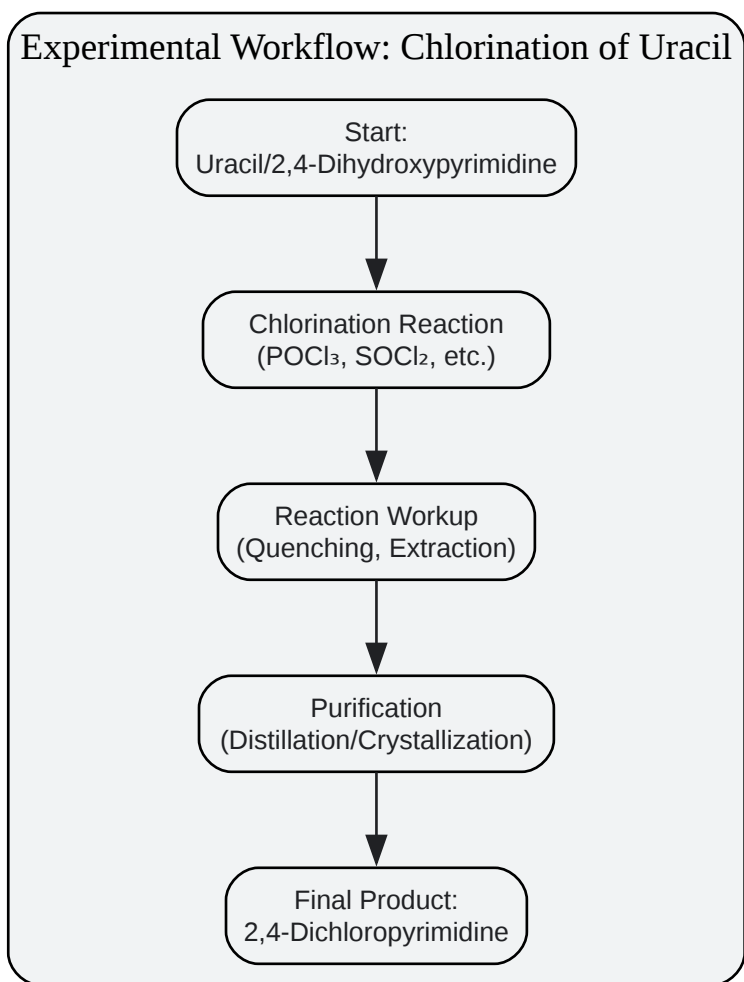 Experimental Workflow: Chlorination of Uracil
Start:
Uracil/2,4-Dihydroxypyrimidine
Chlorination Reaction
(POCl₃, SOCl₂, etc.)
Reaction Workup
(Quenching, Extraction)
Purification
(Distillation/Crystallization)
Final Product:
2,4-Dichloropyrimidine